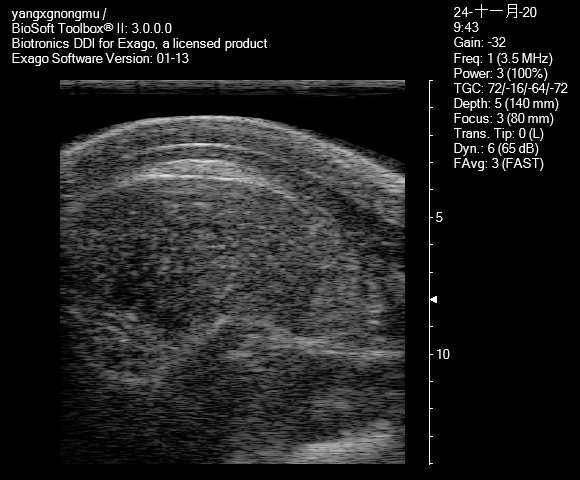 yangxgnongmu /
BioSoft Toolbox® II: 3.0.0.0
Biotronics DDI for Exago, a licensed product
Exago Software Version: 01-13
24-十一月-20
9:43
Gain: -32
Freq: 1 (3.5 MHz)
Power: 3 (100%)
TGC: 72/-16/-64/-72
Depth: 5 (140 mm)
Focus: 3 (80 mm)
Trans. Tip: 0 (L)
Dyn.: 6 (65 dB)
FAvg: 3 (FAST)
5
10